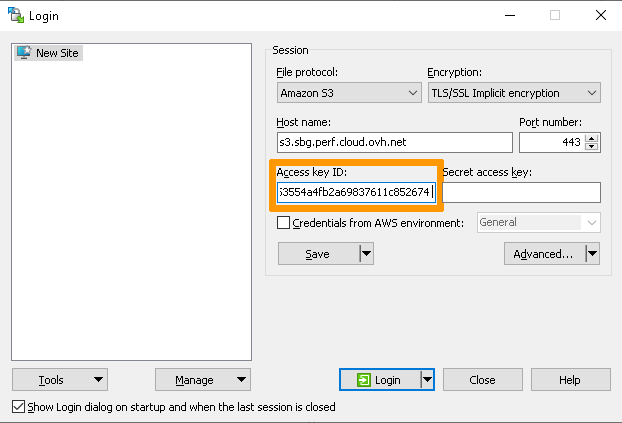 Login
New Site
Session
File protocol: Encryption:
Amazon S3 TLS/SSL Implicit encryption
Host name: Port number:
s3.sbg.perf.cloud.ovh.net 443
Access key ID: Secret access key:
53554a4fb2a69837611c852674
Credentials from AWS environment: General
Save Advanced...
Tools Manage Login Close Help
Show Login dialog on startup and when the last session is closed